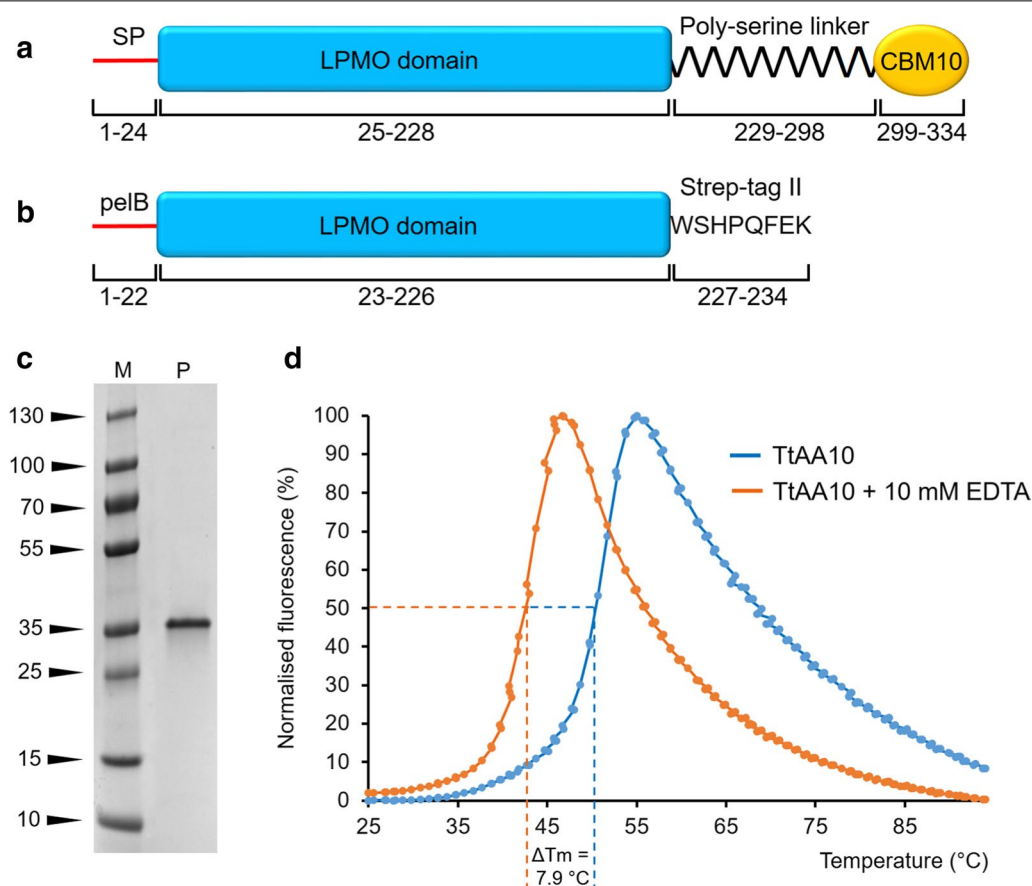 a
SP
LPMO domain
Poly-serine linker
CBM10
1-24
25-228
229-298
299-334
b
pelB
LPMO domain
Strep-tag II
WSHPQFEK
1-22
23-226
227-234
c
M P
130
100
70
55
35
25
15
10
d
Normalised fluorescence (%)
100
90
80
70
60
50
40
30
20
10
0
25 35 45 55 65 75 85
TtAA10
TtAA10 + 10 mM EDTA
ΔTm =
7.9 °C
Temperature (°C)